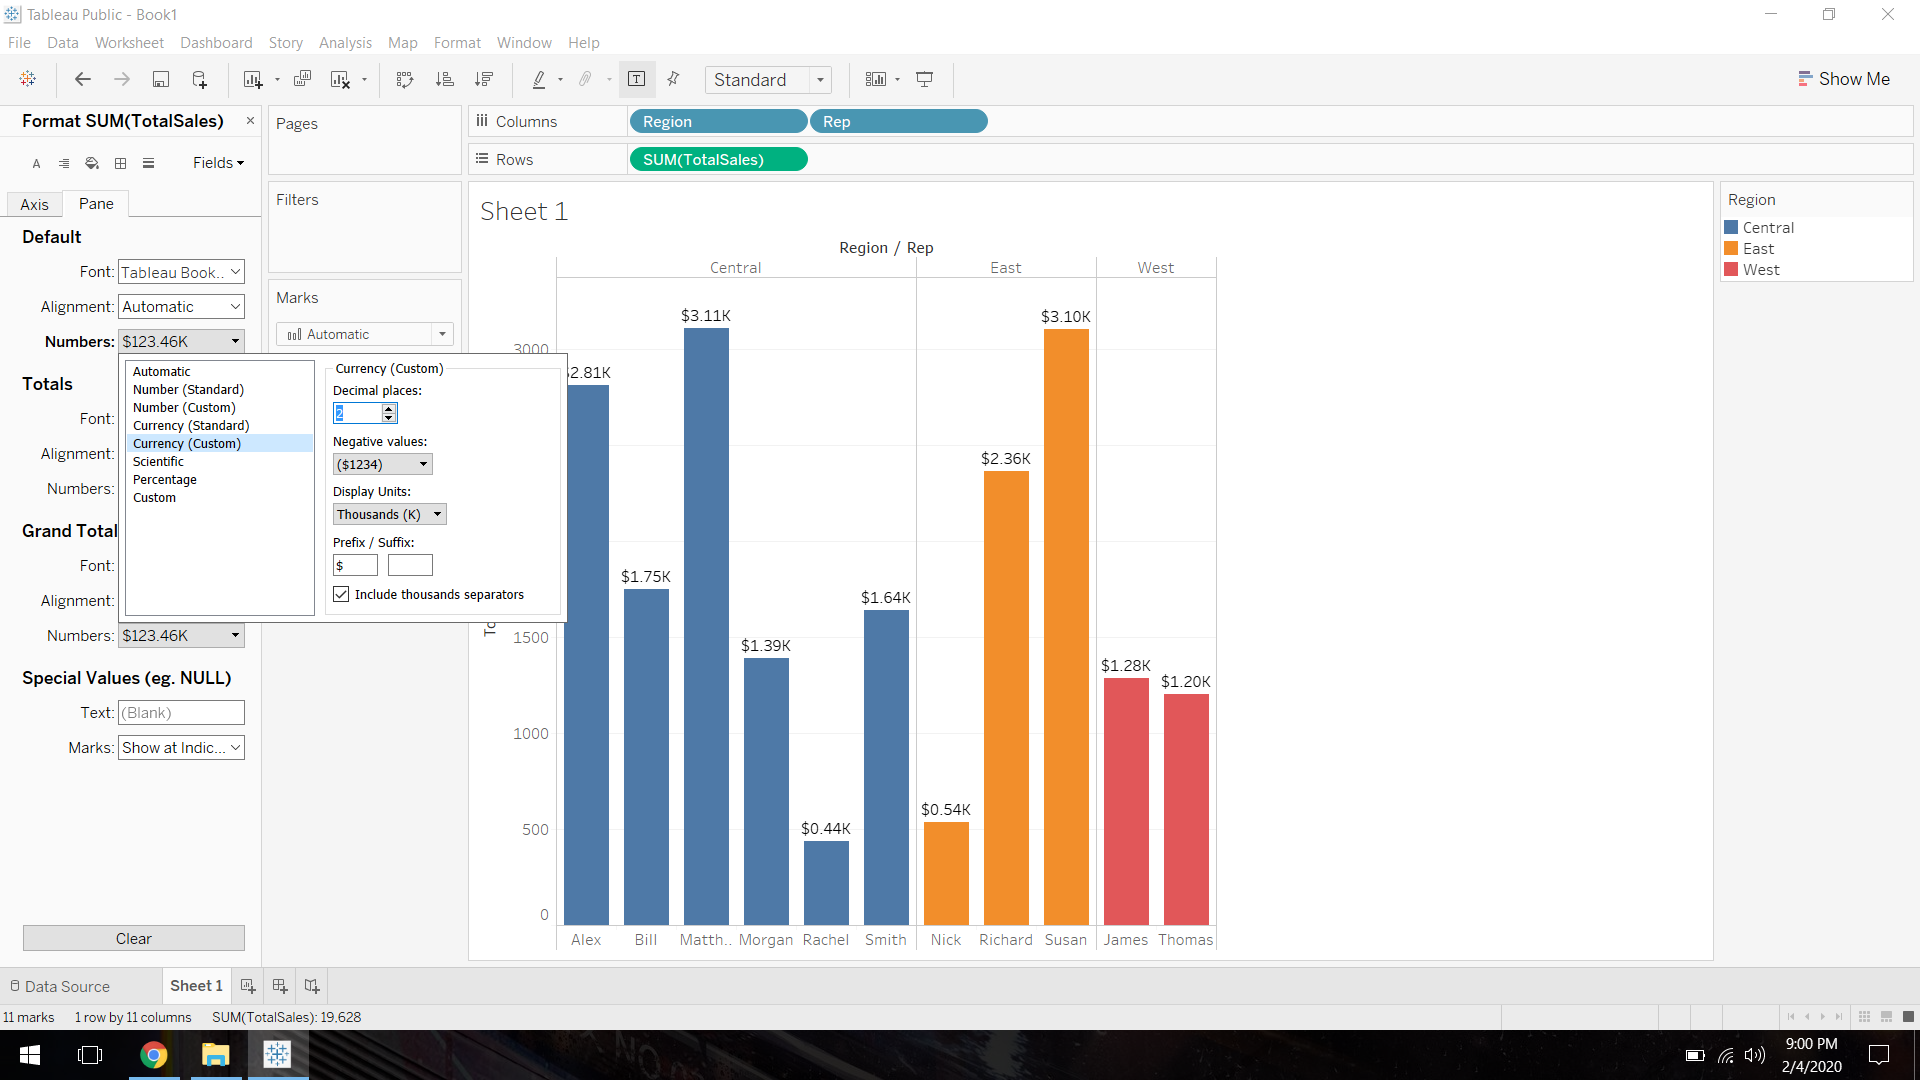 Tableau Public - Book1
File Data Worksheet Dashboard Story Analysis Map Format Window Help
Standard
Show Me
Format SUM(TotalSales) ×
Fields
Axis Pane
Default
Font: Tableau Book..
Alignment: Automatic
Numbers: $123.46K
Totals
Font:
Alignment:
Numbers:
Grand Total
Font:
Alignment:
Numbers: $123.46K
Special Values (eg. NULL)
Text: (Blank)
Marks: Show at Indic...
Clear
Automatic
Number (Standard)
Number (Custom)
Currency (Standard)
Currency (Custom)
Scientific
Percentage
Custom
Currency (Custom)
Decimal places:
2
Negative values:
($1234)
Display Units:
Thousands (K)
Prefix / Suffix:
$
Include thousands separators
Pages
Filters
Marks
Automatic
Columns Region Rep
Rows SUM(TotalSales)
Sheet 1
Region / Rep
Central East West
$3.11K $3.10K
3000
2.81K
$2.36K
$1.75K
$1.64K
1500
$1.39K
$1.28K
$1.20K
1000
500
$0.54K
$0.44K
0
Alex Bill Matth.. Morgan Rachel Smith Nick Richard Susan James Thomas
Region
Central
East
West
Data Source Sheet 1
11 marks 1 row by 11 columns SUM(TotalSales): 19,628
9:00 PM
2/4/2020